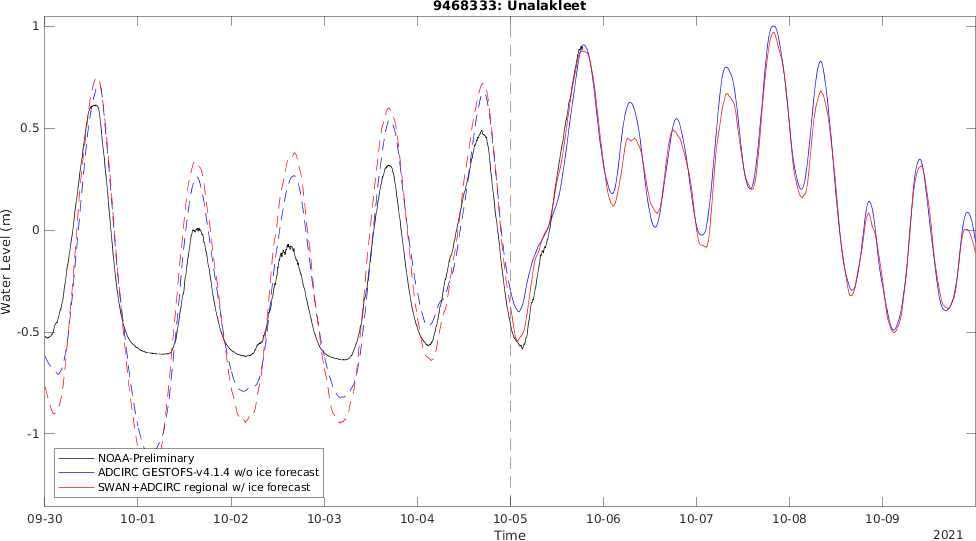 9468333: Unalakleet
1
0.5
0
-0.5
-1
Water Level (m)
NOAA-Preliminary
ADCIRC GESTOFS-v4.1.4 w/o ice forecast
SWAN+ADCIRC regional w/ ice forecast
09-30 10-01 10-02 10-03 10-04 10-05 10-06 10-07 10-08 10-09
Time
2021